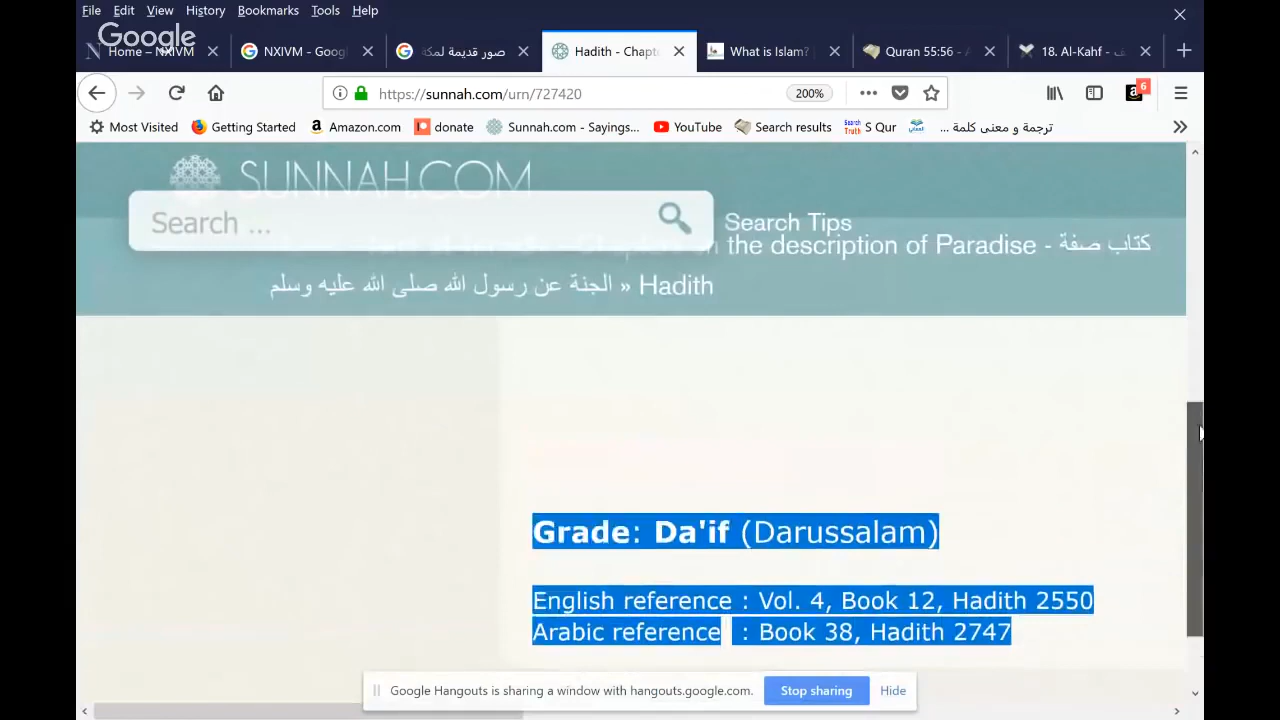 File Edit View History Bookmarks Tools Help
Google
Home – NXIVM
NXIVM - Goog
صور قديمة لمكة
Hadith - Chapt
What is Islam?
Quran 55:56 -
18. Al-Kahf -
https://sunnah.com/urn/727420
200%
6
Most Visited Getting Started Amazon.com donate Sunnah.com - Sayings... YouTube Search results Search Truth S Qur ترجمة و معنى كلمة ...
SUNNAH.COM
Search ...
Search Tips
the description of Paradise - كتاب صفة
الجنة عن رسول الله صلى الله عليه وسلم » Hadith
Grade: Da'if (Darussalam)
English reference : Vol. 4, Book 12, Hadith 2550
Arabic reference : Book 38, Hadith 2747
Google Hangouts is sharing a window with hangouts.google.com. Stop sharing Hide